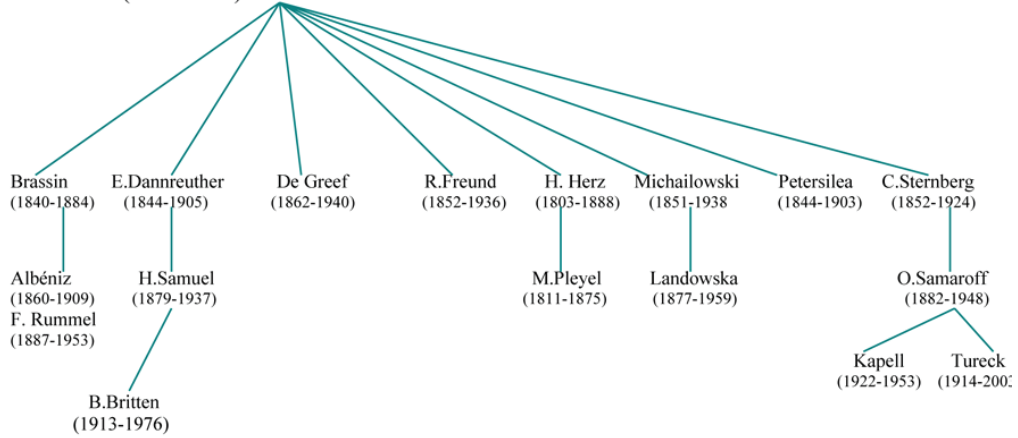 Brassin E.Dannreuther De Greef R.Freund H. Herz Michailowski Petersilea C.Sternberg
(1840-1884) (1844-1905) (1862-1940) (1852-1936) (1803-1888) (1851-1938 (1844-1903) (1852-1924)
Albéniz H.Samuel M.Pleyel Landowska O.Samaroff
(1860-1909) (1879-1937) (1811-1875) (1877-1959) (1882-1948)
F. Rummel
(1887-1953)
Kapell Tureck
(1922-1953) (1914-2003
B.Britten
(1913-1976)